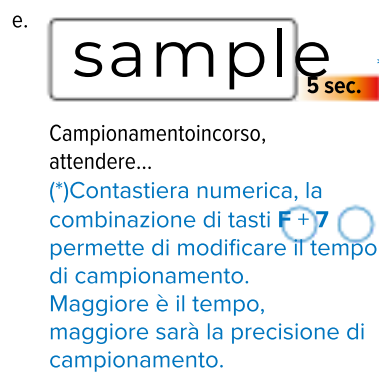 e.
sample
5 sec.
Campionamentoincorso,
attendere...
(*)Contastiera numerica, la
combinazione di tasti F + 7
permette di modificare il tempo
di campionamento.
Maggiore è il tempo,
maggiore sarà la precisione di
campionamento.